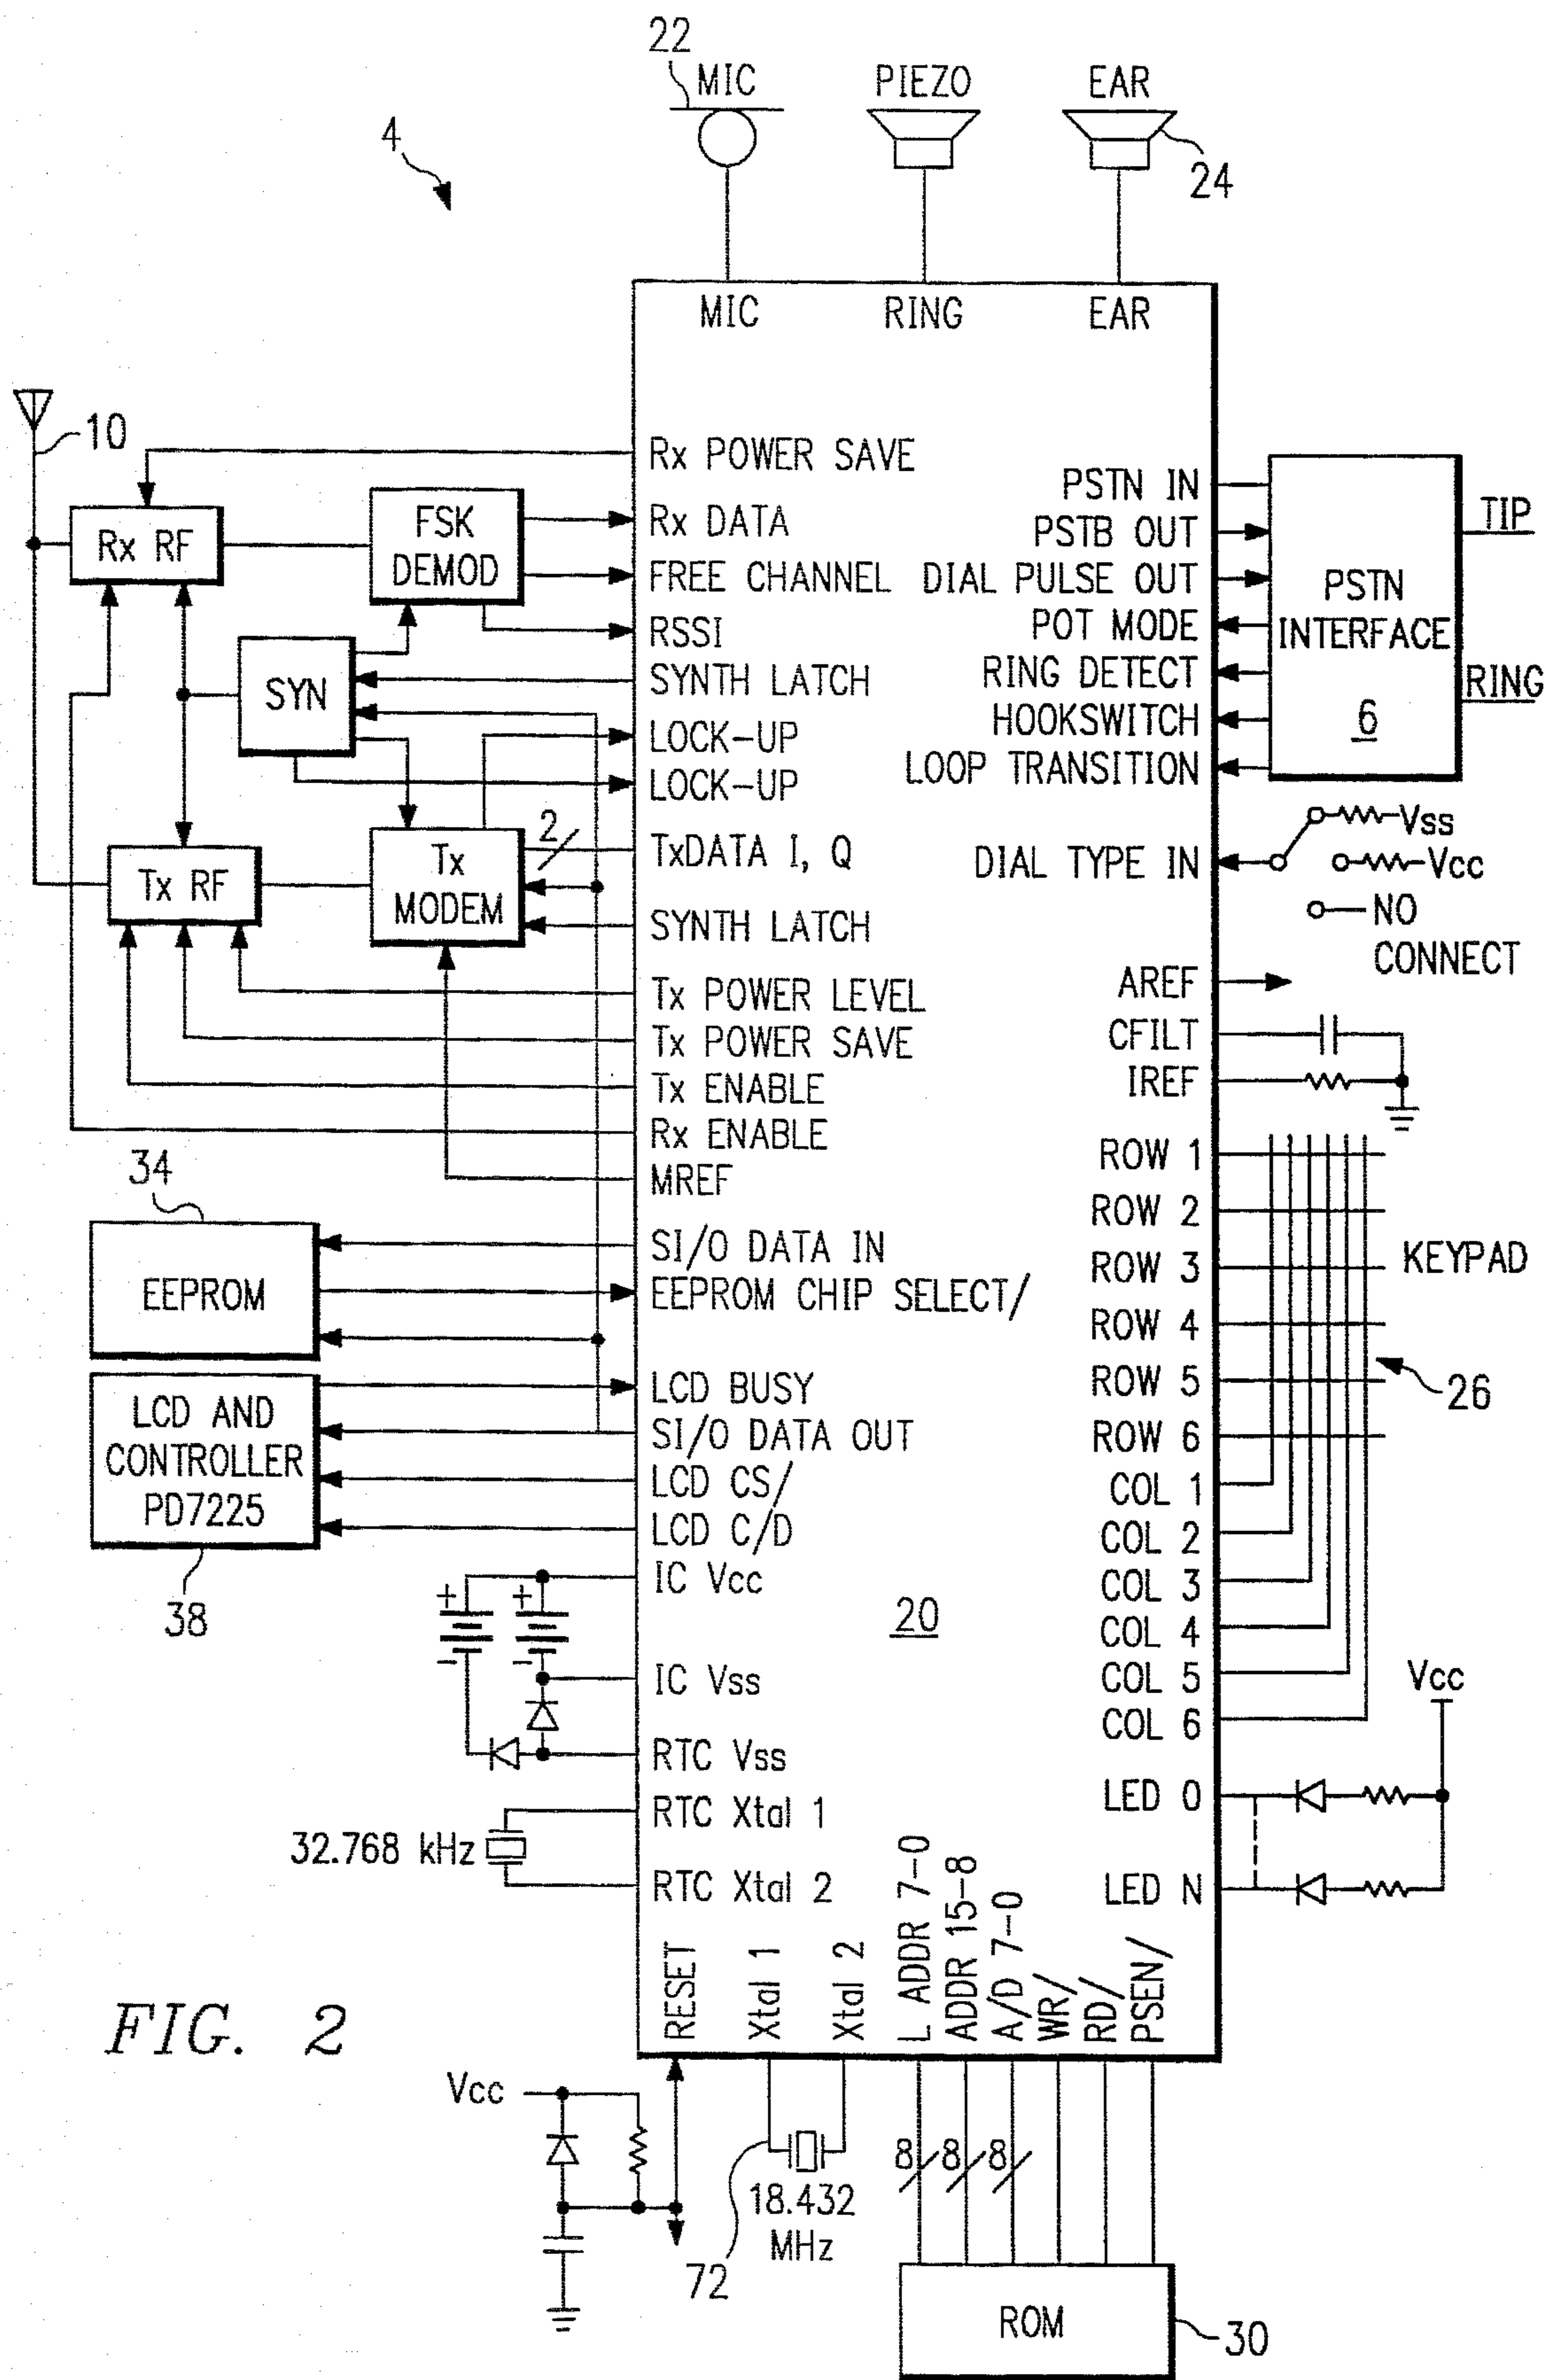 22
MIC
PIEZO
EAR
4
24
MIC
RING
EAR
10
Rx POWER SAVE
Rx RF
FSK
DEMOD
Rx DATA
FREE CHANNEL
RSSI
SYN
SYNTH LATCH
LOCK-UP
LOCK-UP
Tx RF
Tx
MODEM
2
TxDATA I, Q
SYNTH LATCH
Tx POWER LEVEL
Tx POWER SAVE
Tx ENABLE
Rx ENABLE
MREF
34
EEPROM
SI/O DATA IN
EEPROM CHIP SELECT/
LCD AND
CONTROLLER
PD7225
38
LCD BUSY
SI/O DATA OUT
LCD CS/
LCD C/D
IC Vcc
+
+
-
-
IC Vss
RTC Vss
RTC Xtal 1
32.768 kHz
RTC Xtal 2
20
PSTN IN
PSTB OUT
DIAL PULSE OUT
POT MODE
RING DETECT
HOOKSWITCH
LOOP TRANSITION
PSTN
INTERFACE
6
TIP
RING
DIAL TYPE IN
Vss
Vcc
NO
CONNECT
AREF
CFILT
IREF
ROW 1
ROW 2
ROW 3
ROW 4
ROW 5
ROW 6
KEYPAD
26
COL 1
COL 2
COL 3
COL 4
COL 5
COL 6
Vcc
LED 0
LED N
RESET
Xtal 1
Xtal 2
L ADDR 7-0
ADDR 15-8
A/D 7-0
WR/
RD/
PSEN/
FIG. 2
Vcc
72
18.432
MHz
8
8
8
ROM
30